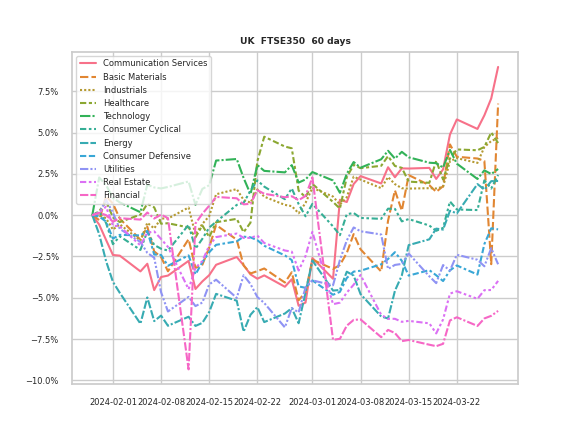 UK  FTSE350  60 days
Communication Services
Basic Materials
Industrials
Healthcare
Technology
Consumer Cyclical
Energy
Consumer Defensive
Utilities
Real Estate
Financial
7.5%
5.0%
2.5%
0.0%
−2.5%
−5.0%
−7.5%
−10.0%
2024-02-01 2024-02-08 2024-02-15 2024-02-22 2024-03-01 2024-03-08 2024-03-15 2024-03-22